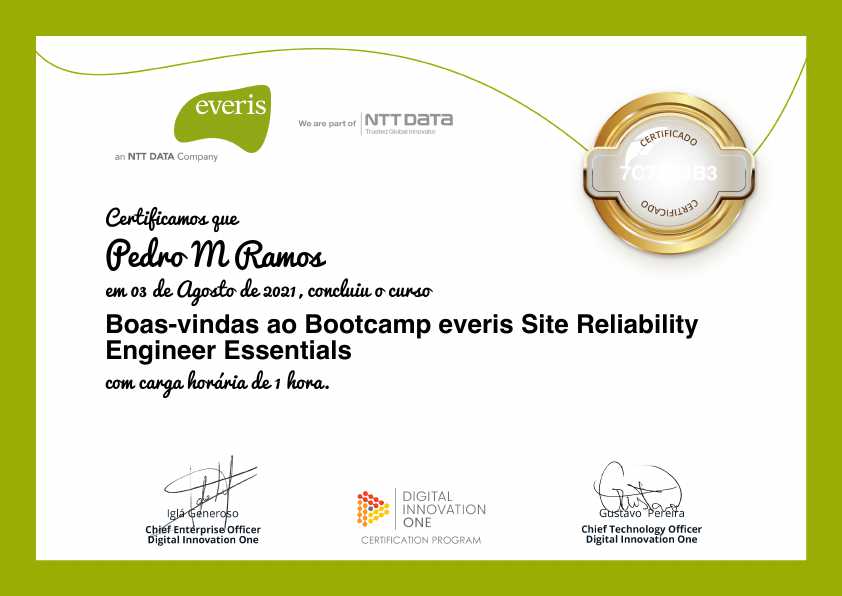 everis
an NTT DATA Company
We are part of
NTT DATA
Trusted Global Innovator
CERTIFICADO
CERTIFICADO
Certificamos que
Pedro M Ramos
em 03 de Agosto de 2021, concluiu o curso
Boas-vindas ao Bootcamp everis Site Reliability
Engineer Essentials
com carga horária de 1 hora.
Iglá Generoso
Chief Enterprise Officer
Digital Innovation One
DIGITAL
INNOVATION
ONE
CERTIFICATION PROGRAM
Gustavo Pereira
Chief Technology Officer
Digital Innovation One